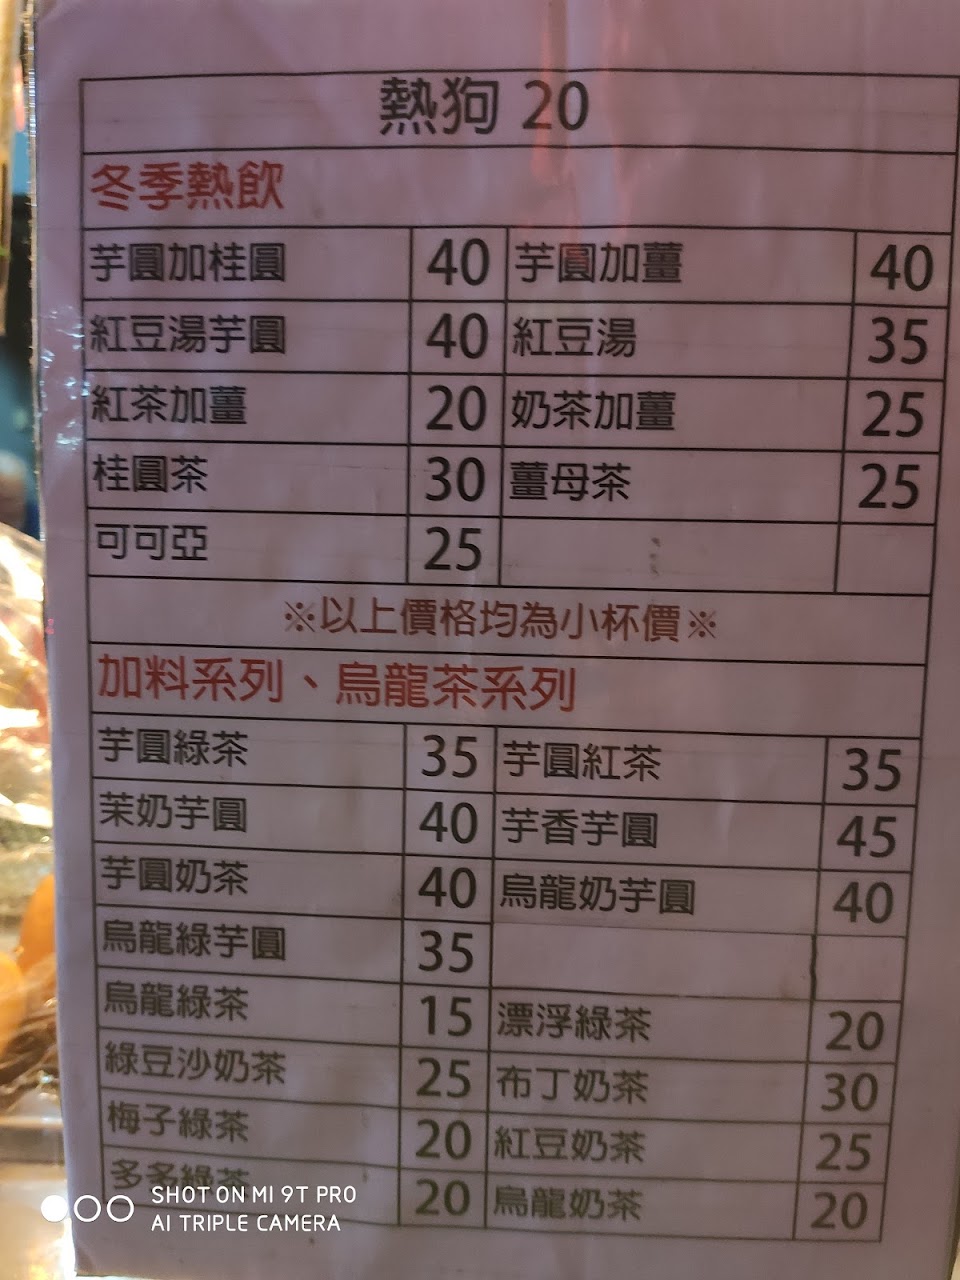 熱狗 20
冬季熱飲
芋圓加桂圓 40 芋圓加薑 40
紅豆湯芋圓 40 紅豆湯 35
紅茶加薑 20 奶茶加薑 25
桂圓茶 30 薑母茶 25
可可亞 25
※以上價格均為小杯價※
加料系列、烏龍茶系列
芋圓綠茶 35 芋圓紅茶 35
茉奶芋圓 40 芋香芋圓 45
芋圓奶茶 40 烏龍奶芋圓 40
烏龍綠芋圓 35
烏龍綠茶 15 漂浮綠茶 20
綠豆沙奶茶 25 布丁奶茶 30
梅子綠茶 20 紅豆奶茶 25
多多綠茶 20 烏龍奶茶 20
SHOT ON MI 9T PRO
AI TRIPLE CAMERA